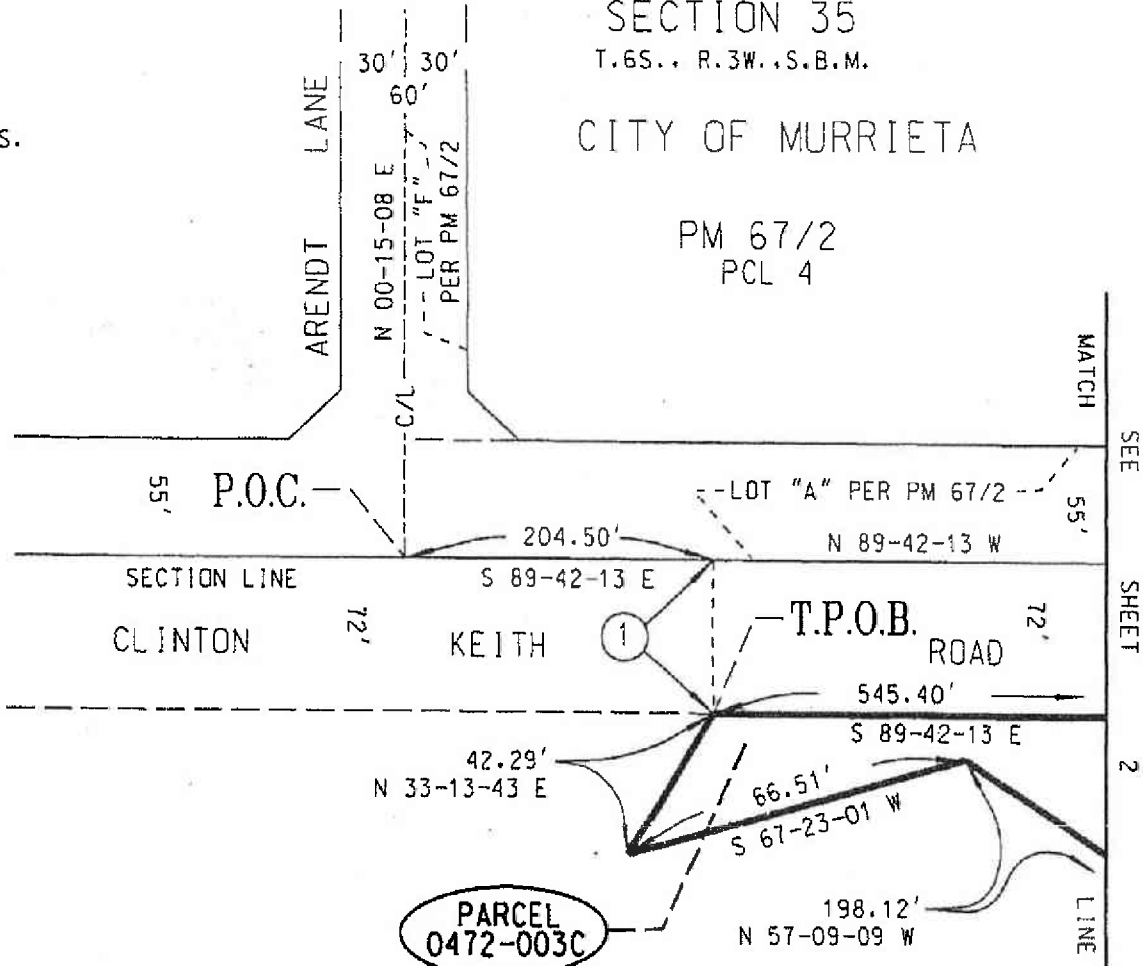 SECTION 35
T.6S., R.3W.,S.B.M.
30' 30'
60'
S.
CITY OF MURRIETA
ARENDT LANE
N 00-15-08 E
LOT "F"
PER PM 67/2
PM 67/2
PCL 4
C/L
MATCH
SEE
SHEET
2
LINE
55'
P.O.C.
LOT "A" PER PM 67/2
55'
204.50'
N 89-42-13 W
SECTION LINE
S 89-42-13 E
CLINTON
72'
KEITH
1
T.P.O.B.
ROAD
72'
545.40'
S 89-42-13 E
42.29'
N 33-13-43 E
66.51'
S 67-23-01 W
198.12'
N 57-09-09 W
PARCEL
0472-003C